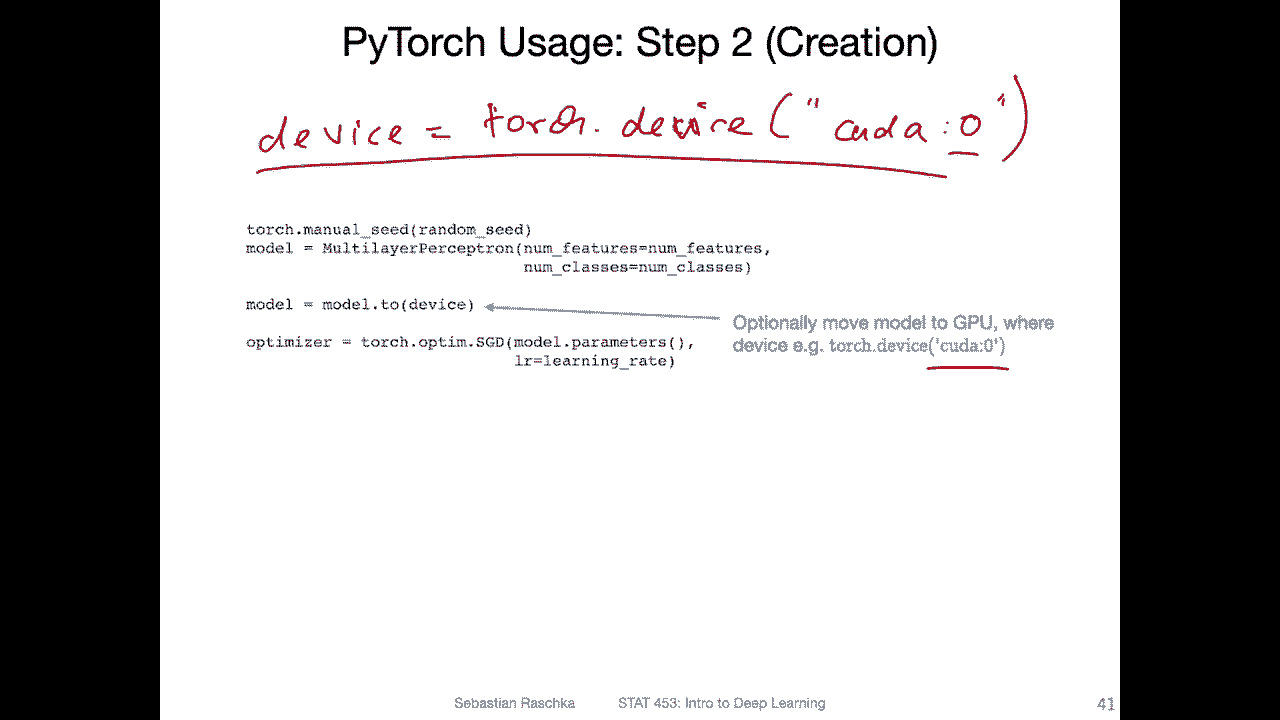 PyTorch Usage: Step 2 (Creation)
device = torch.device("cuda:0")
torch.manual_seed(random_seed)
model = MultilayerPerceptron(num_features=num_features,
num_classes=num_classes)
model = model.to(device)
Optionally move model to GPU, where
device e.g. torch.device('cuda:0')
optimizer = torch.optim.SGD(model.parameters(),
lr=learning_rate)
Sebastian Raschka STAT 453: Intro to Deep Learning 41